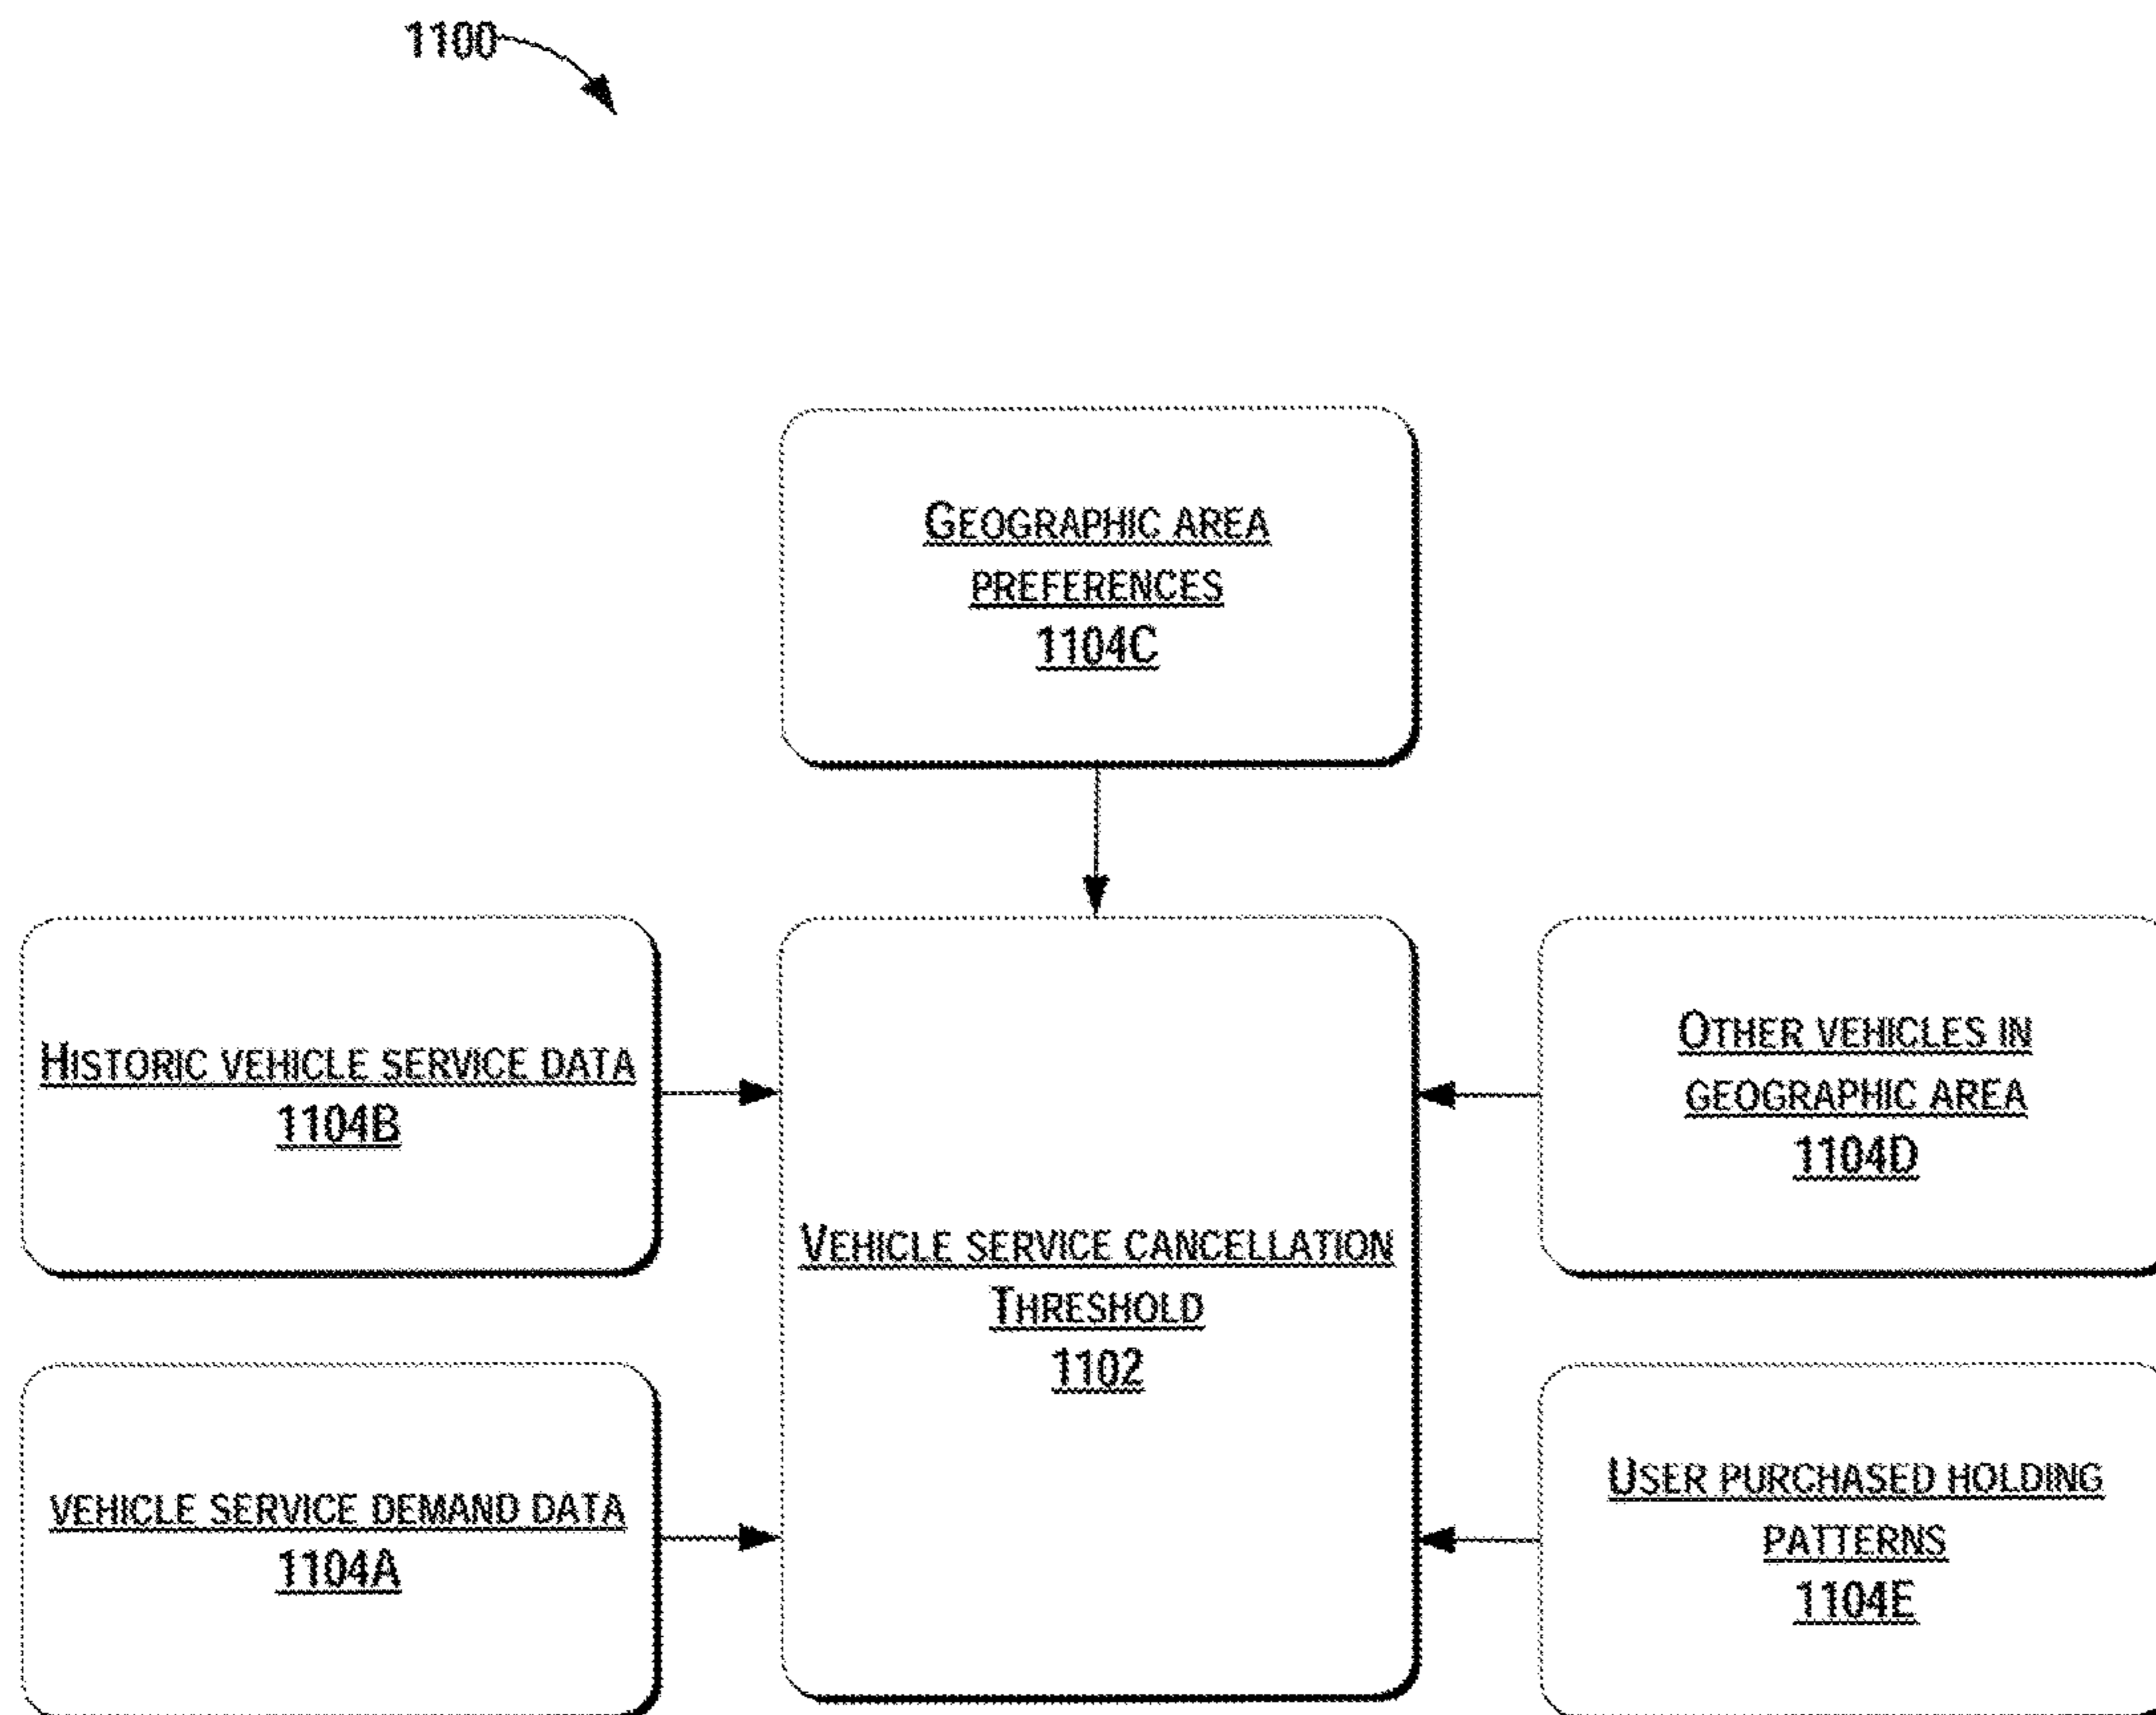 1100
GEOGRAPHIC AREA
PREFERENCES
1104C
HISTORIC VEHICLE SERVICE DATA
1104B
VEHICLE SERVICE CANCELLATION
THRESHOLD
1102
OTHER VEHICLES IN
GEOGRAPHIC AREA
1104D
VEHICLE SERVICE DEMAND DATA
1104A
USER PURCHASED HOLDING
PATTERNS
1104E